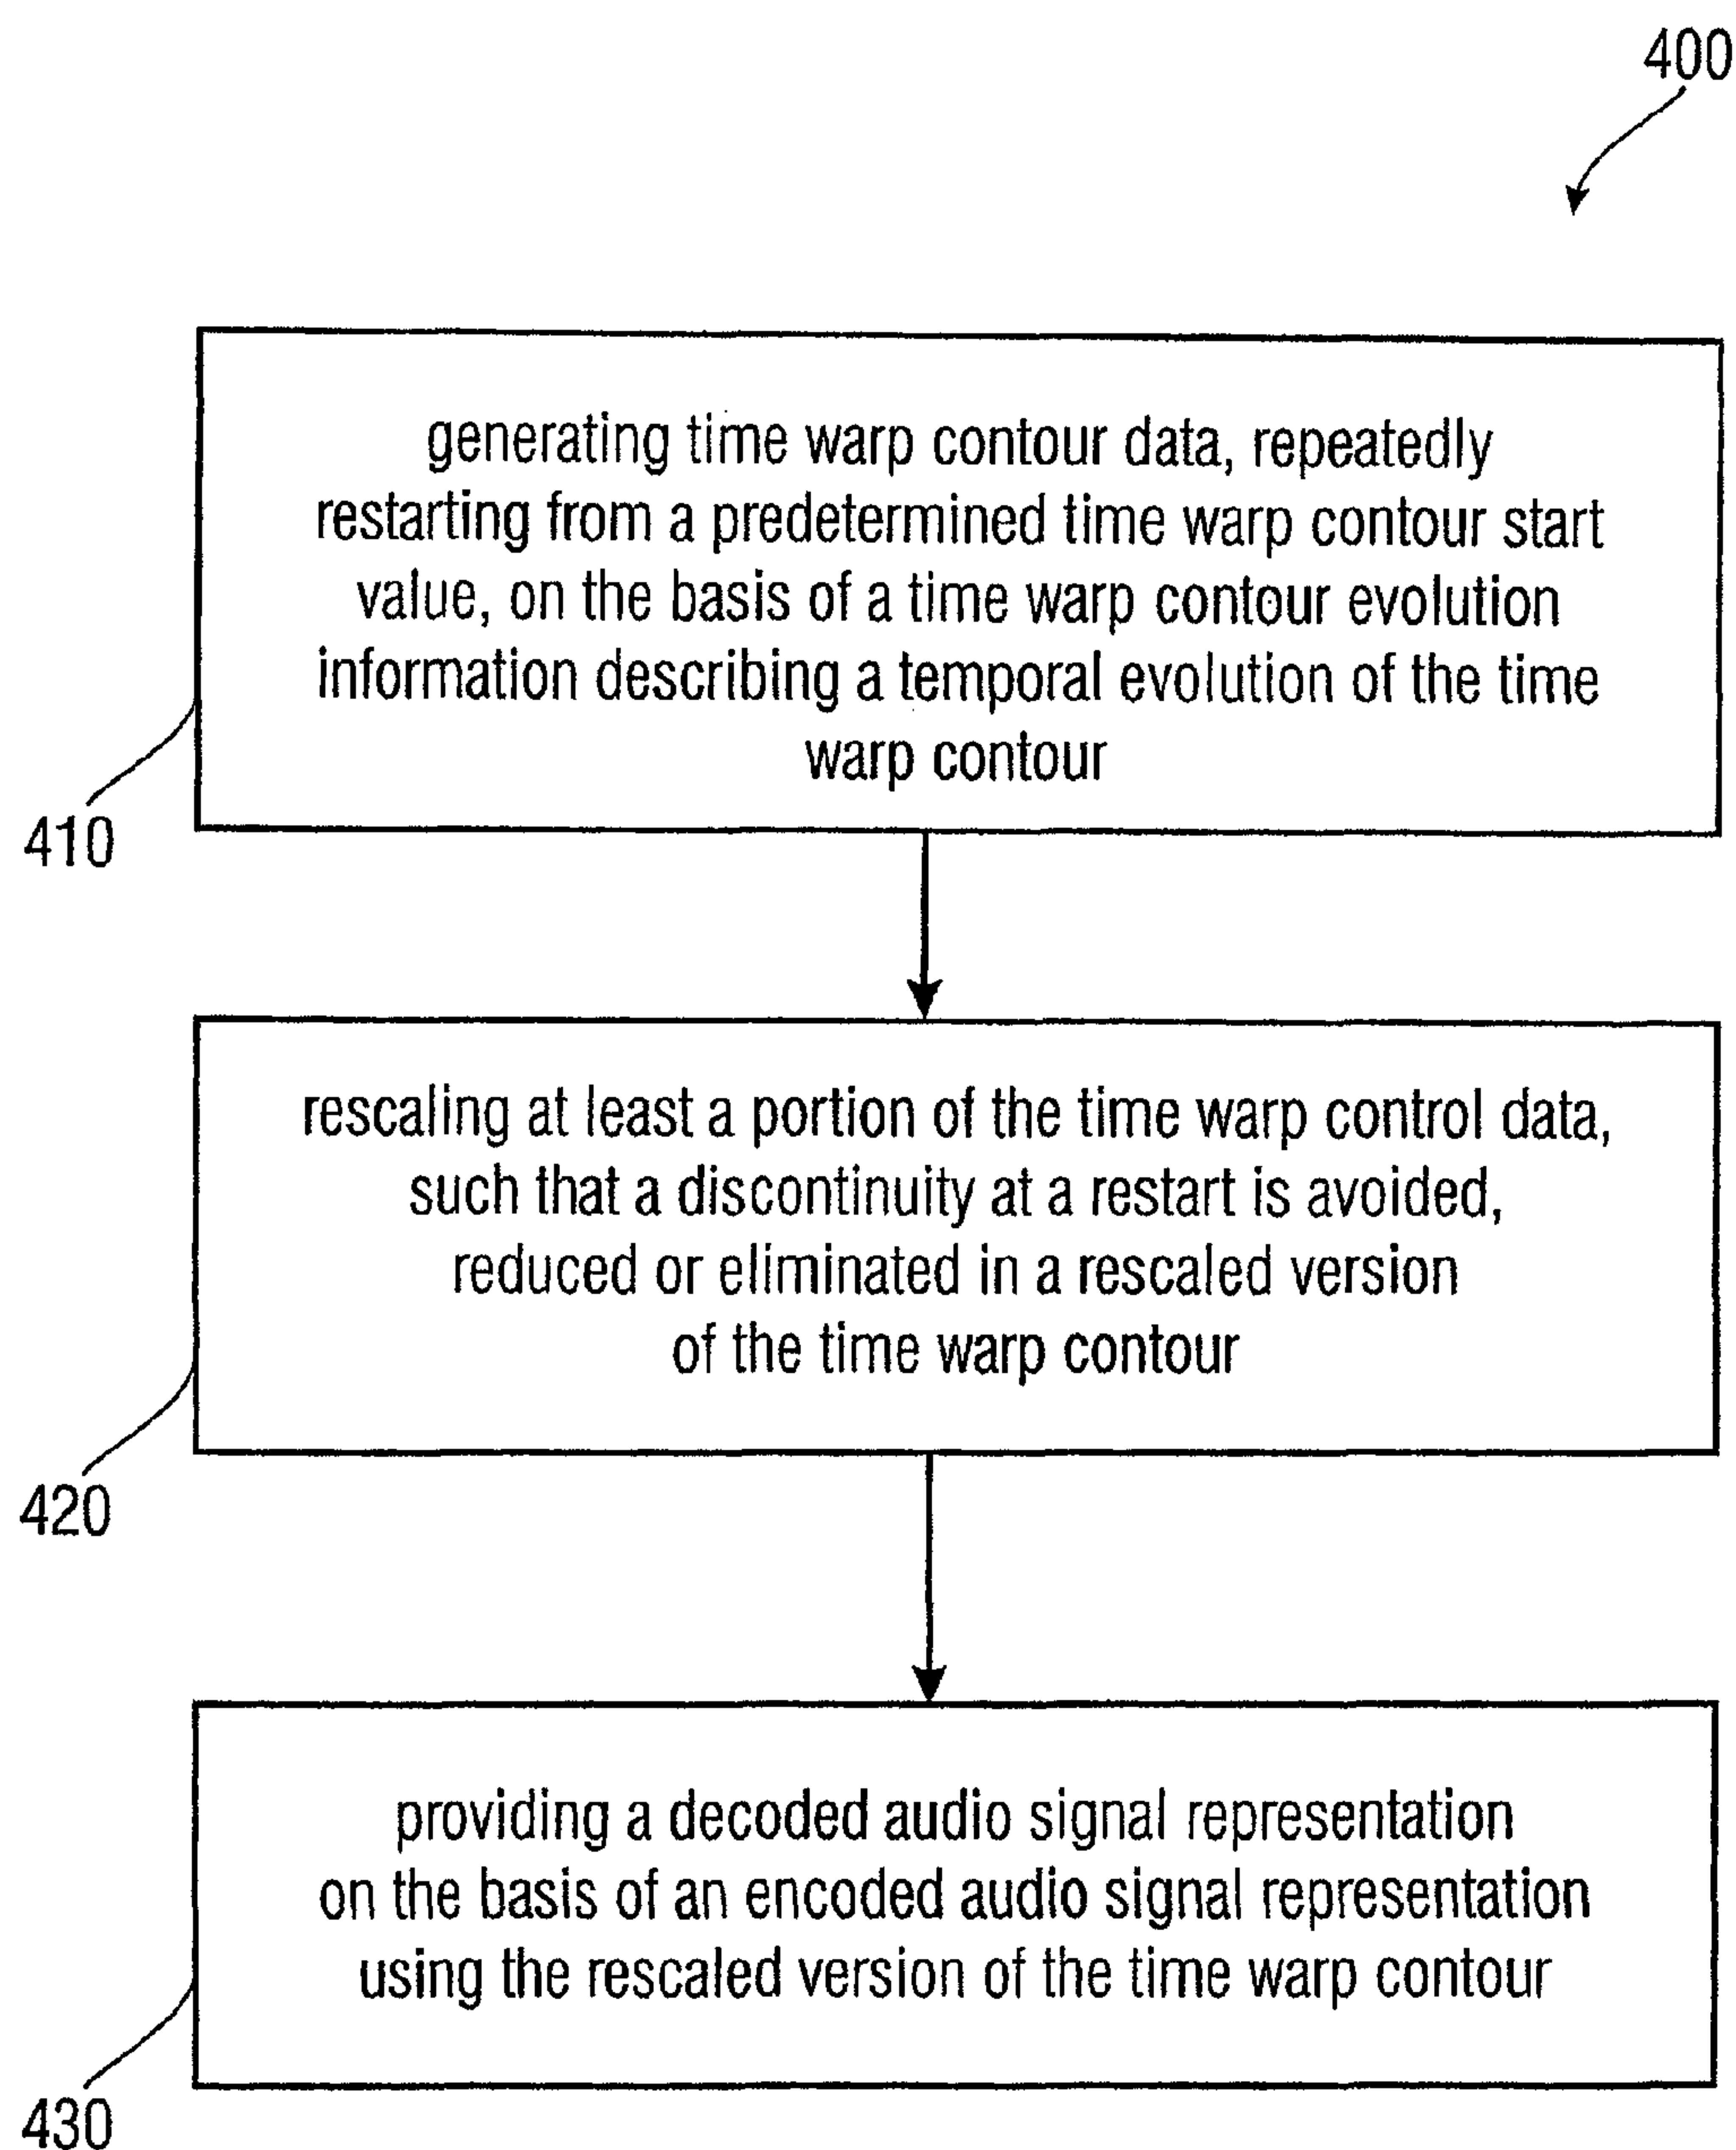 400
generating time warp contour data, repeatedly
restarting from a predetermined time warp contour start
value, on the basis of a time warp contour evolution
information describing a temporal evolution of the time
warp contour
410
rescaling at least a portion of the time warp control data,
such that a discontinuity at a restart is avoided,
reduced or eliminated in a rescaled version
of the time warp contour
420
providing a decoded audio signal representation
on the basis of an encoded audio signal representation
using the rescaled version of the time warp contour
430